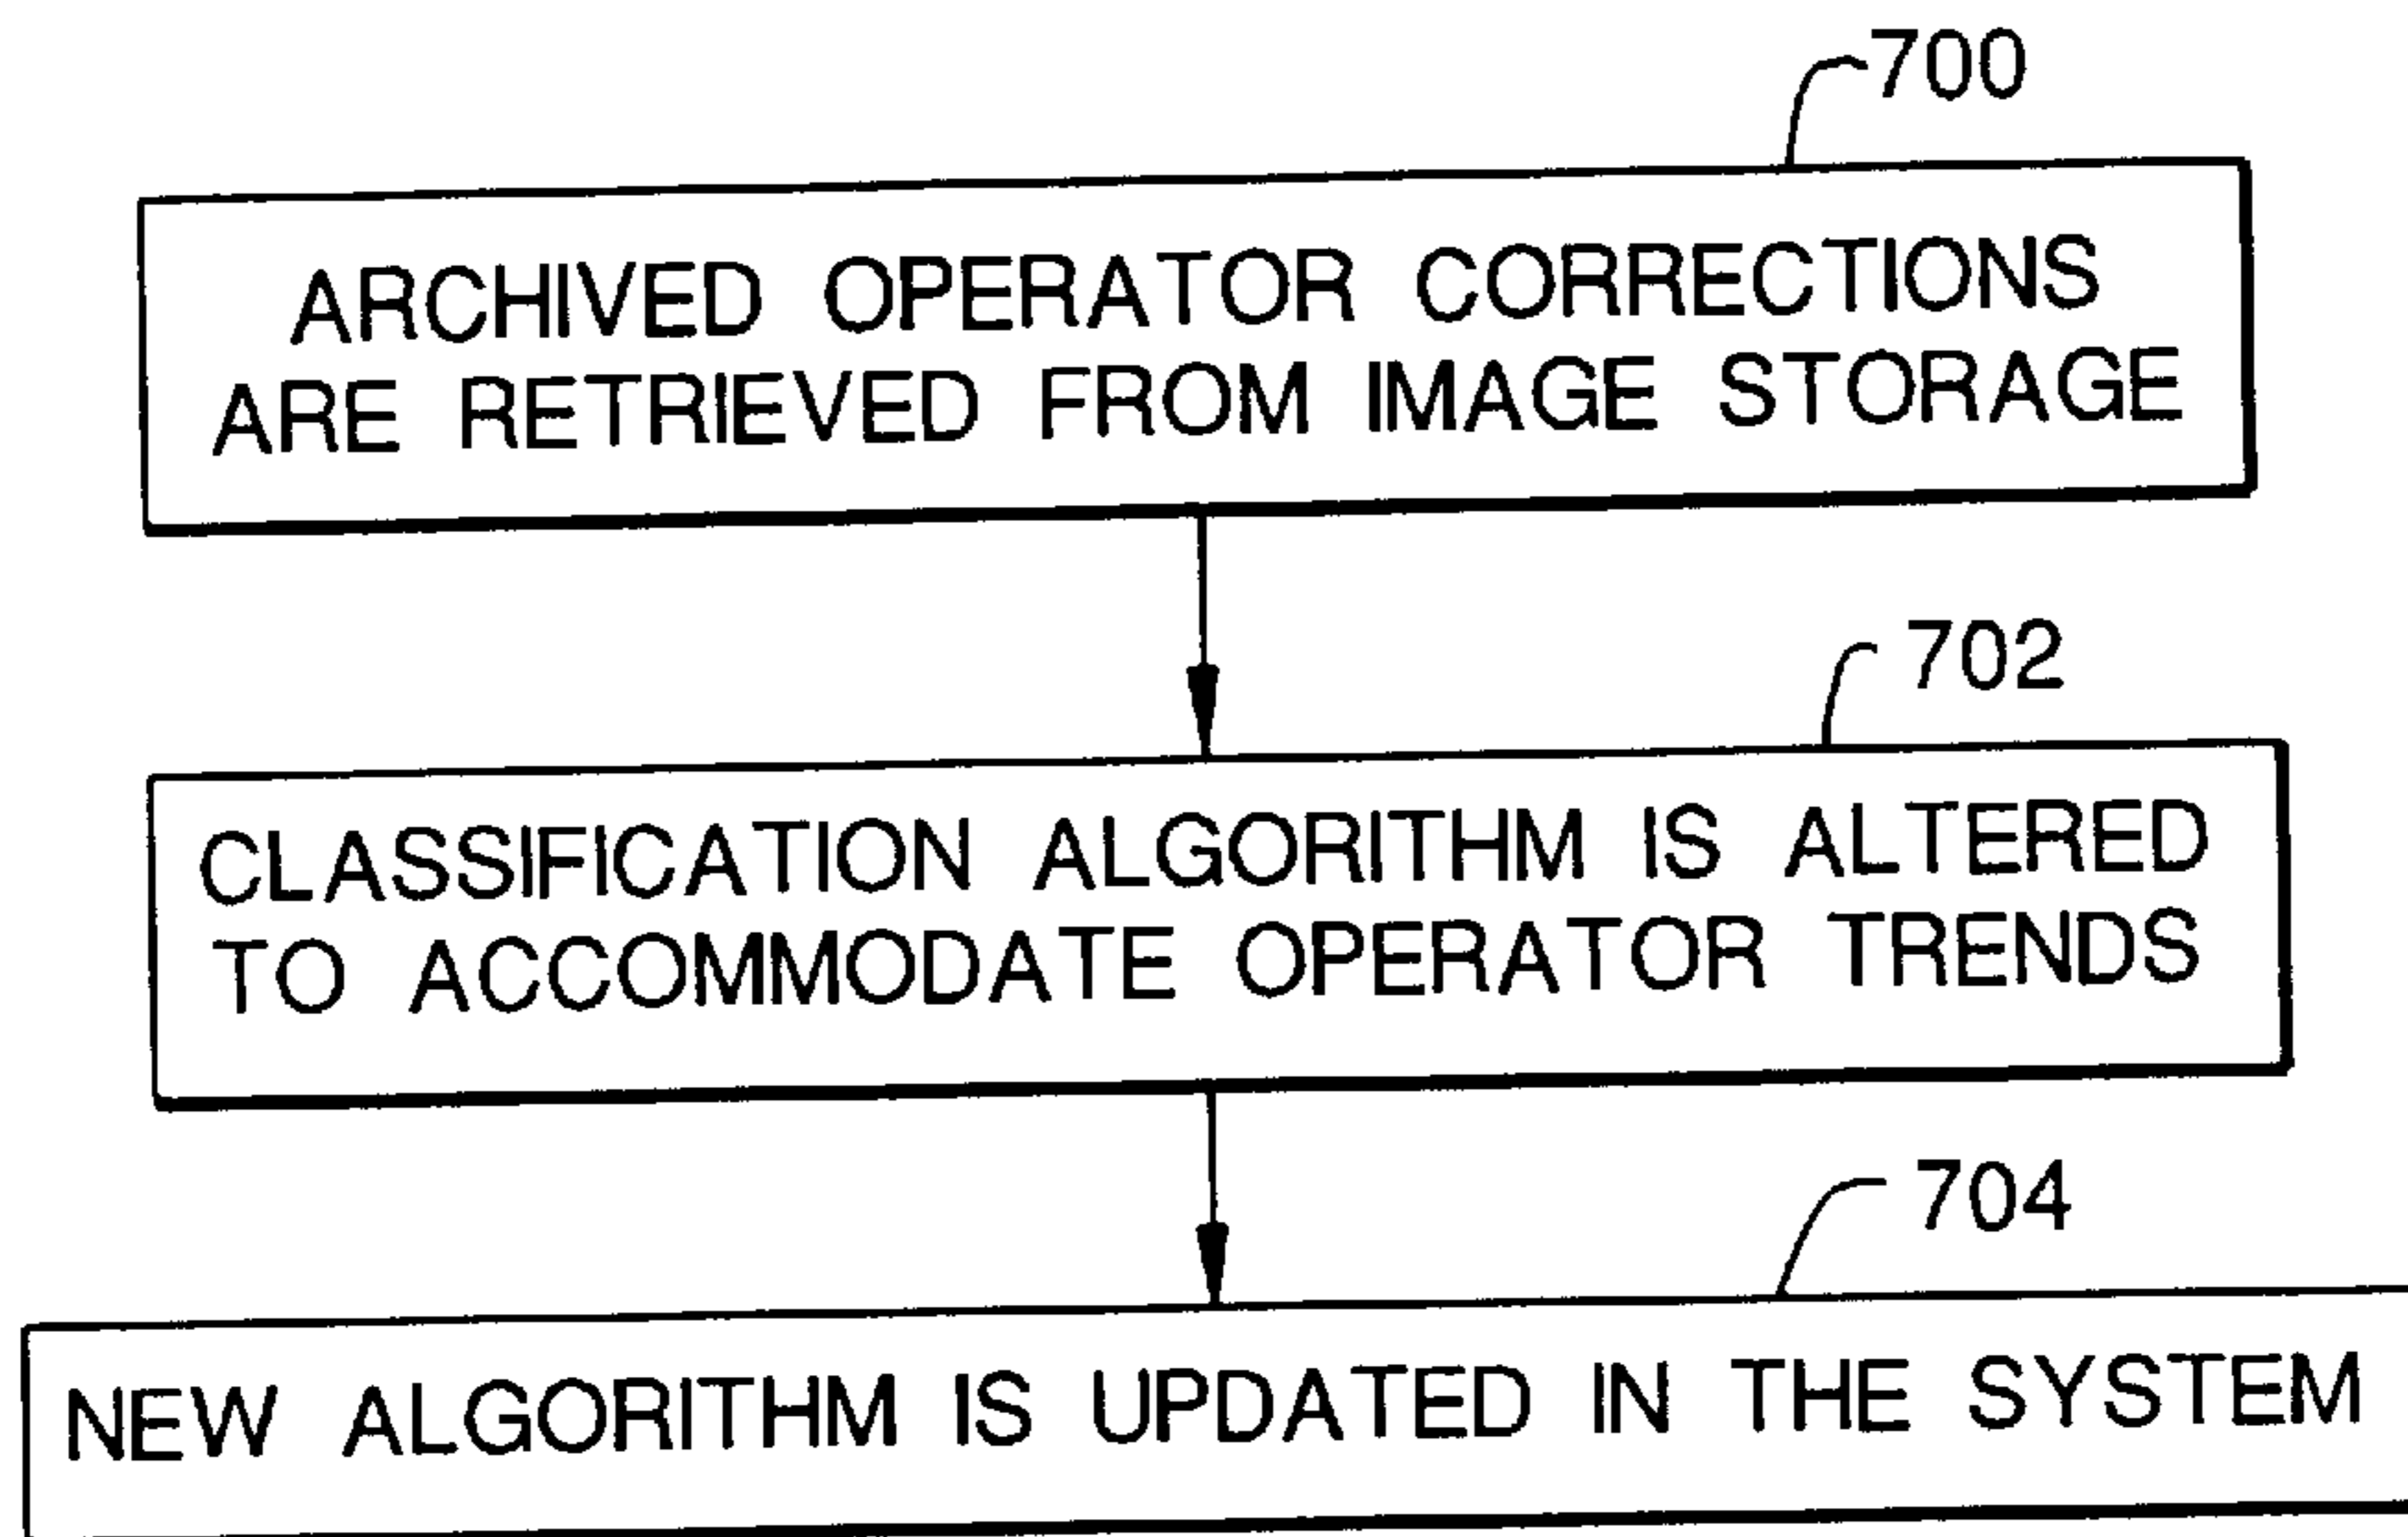 700
ARCHIVED OPERATOR CORRECTIONS
ARE RETRIEVED FROM IMAGE STORAGE
702
CLASSIFICATION ALGORITHM IS ALTERED
TO ACCOMMODATE OPERATOR TRENDS
704
NEW ALGORITHM IS UPDATED IN THE SYSTEM